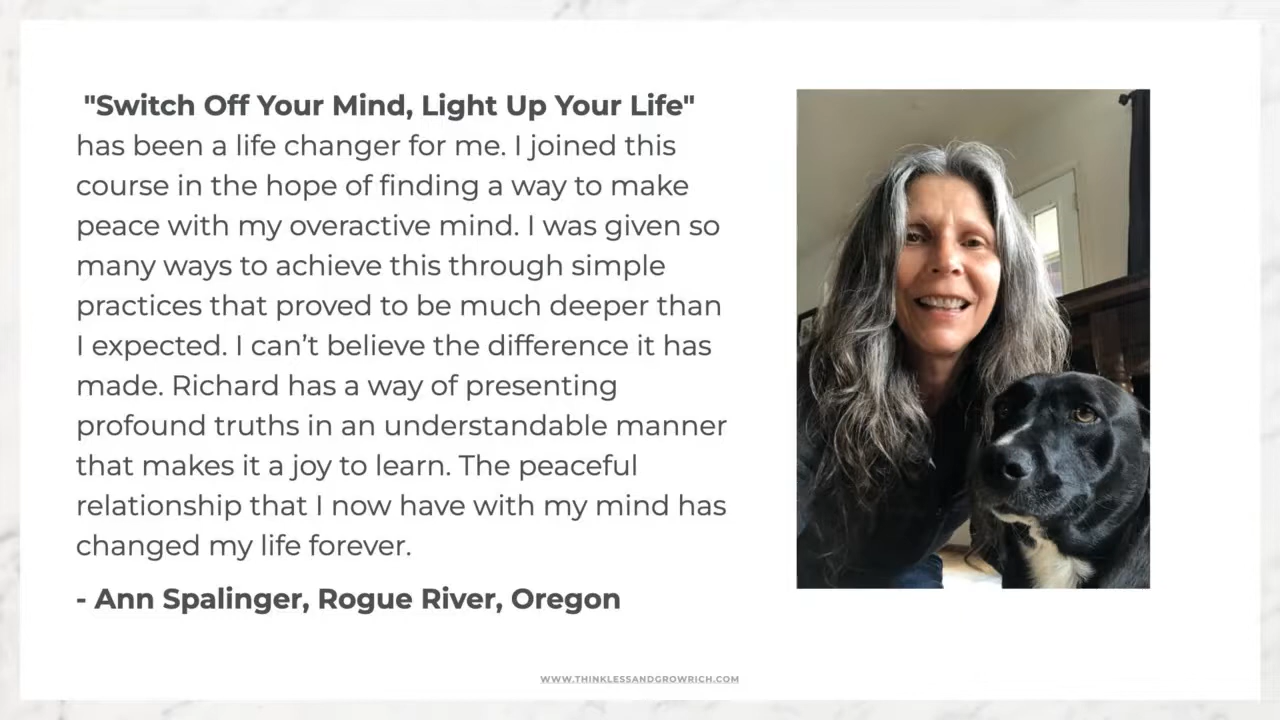 "Switch Off Your Mind, Light Up Your Life"
has been a life changer for me. I joined this
course in the hope of finding a way to make
peace with my overactive mind. I was given so
many ways to achieve this through simple
practices that proved to be much deeper than
I expected. I can’t believe the difference it has
made. Richard has a way of presenting
profound truths in an understandable manner
that makes it a joy to learn. The peaceful
relationship that I now have with my mind has
changed my life forever.
- Ann Spalinger, Rogue River, Oregon
WWW.THINKLESSANDGROWRICH.COM